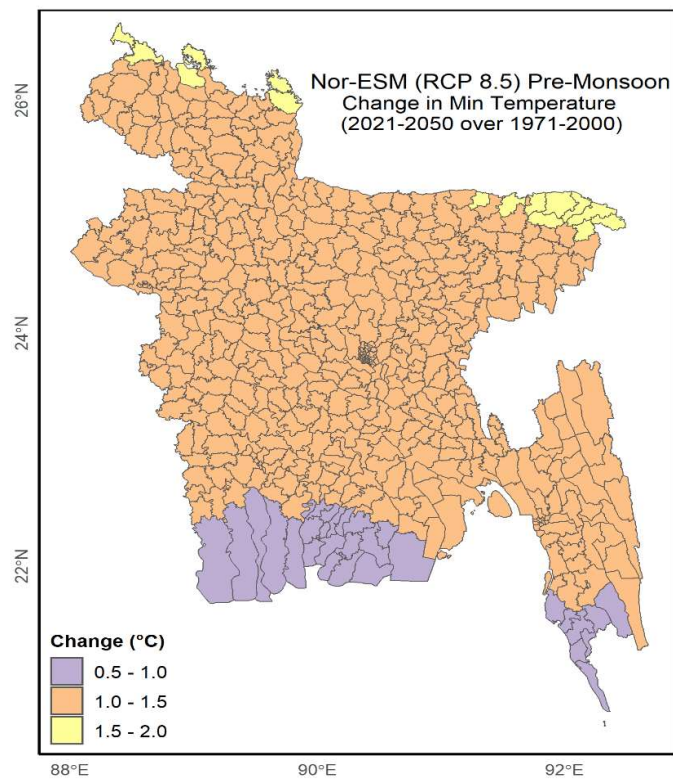 Nor-ESM (RCP 8.5) Pre-Monsoon
Change in Min Temperature
(2021-2050 over 1971-2000)
26°N
24°N
22°N
Change (°C)
0.5 - 1.0
1.0 - 1.5
1.5 - 2.0
88°E
90°E
92°E